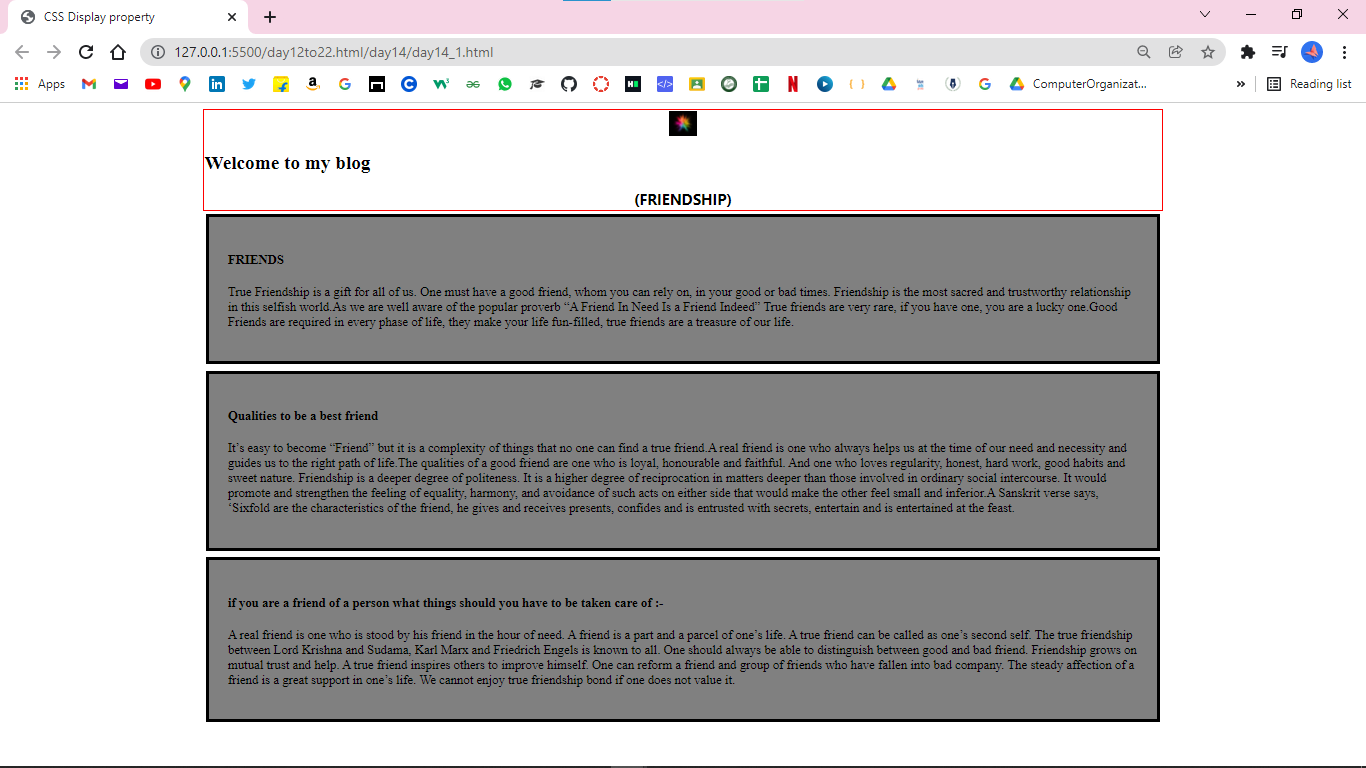 CSS Display property
127.0.0.1:5500/day12to22.html/day14/day14_1.html
Apps
ComputerOrganizat...
Reading list
Welcome to my blog
(FRIENDSHIP)
FRIENDS
True Friendship is a gift for all of us. One must have a good friend, whom you can rely on, in your good or bad times. Friendship is the most sacred and trustworthy relationship
in this selfish world.As we are well aware of the popular proverb “A Friend In Need Is a Friend Indeed” True friends are very rare, if you have one, you are a lucky one.Good
Friends are required in every phase of life, they make your life fun-filled, true friends are a treasure of our life.
Qualities to be a best friend
It’s easy to become “Friend” but it is a complexity of things that no one can find a true friend.A real friend is one who always helps us at the time of our need and necessity and
guides us to the right path of life.The qualities of a good friend are one who is loyal, honourable and faithful. And one who loves regularity, honest, hard work, good habits and
sweet nature. Friendship is a deeper degree of politeness. It is a higher degree of reciprocation in matters deeper than those involved in ordinary social intercourse. It would
promote and strengthen the feeling of equality, harmony, and avoidance of such acts on either side that would make the other feel small and inferior.A Sanskrit verse says,
‘Sixfold are the characteristics of the friend, he gives and receives presents, confides and is entrusted with secrets, entertain and is entertained at the feast.
if you are a friend of a person what things should you have to be taken care of :-
A real friend is one who is stood by his friend in the hour of need. A friend is a part and a parcel of one’s life. A true friend can be called as one’s second self. The true friendship
between Lord Krishna and Sudama, Karl Marx and Friedrich Engels is known to all. One should always be able to distinguish between good and bad friend. Friendship grows on
mutual trust and help. A true friend inspires others to improve himself. One can reform a friend and group of friends who have fallen into bad company. The steady affection of a
friend is a great support in one’s life. We cannot enjoy true friendship bond if one does not value it.